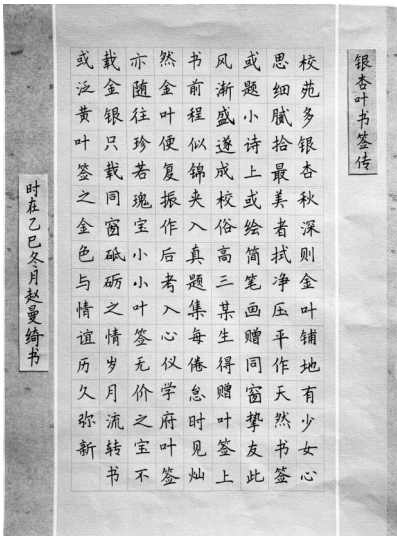 银杏叶书签传
校苑多银杏秋深则金叶铺地有少女心
思细腻拾最美者拭净压平作天然书签
或题小诗上或绘简笔画赠同窗挚友此
风渐盛遂成校俗高三某生得赠叶签上
书前程似锦夹入真题集每倦怠时见灿
然金叶便复振作后考入心仪学府叶签
亦随往珍若瑰宝小小叶签无价之宝不
载金银只载同窗砥砺之情岁月流转书
或泛黄叶签之金色与情谊历久弥新
时在乙巳冬月赵曼绮书